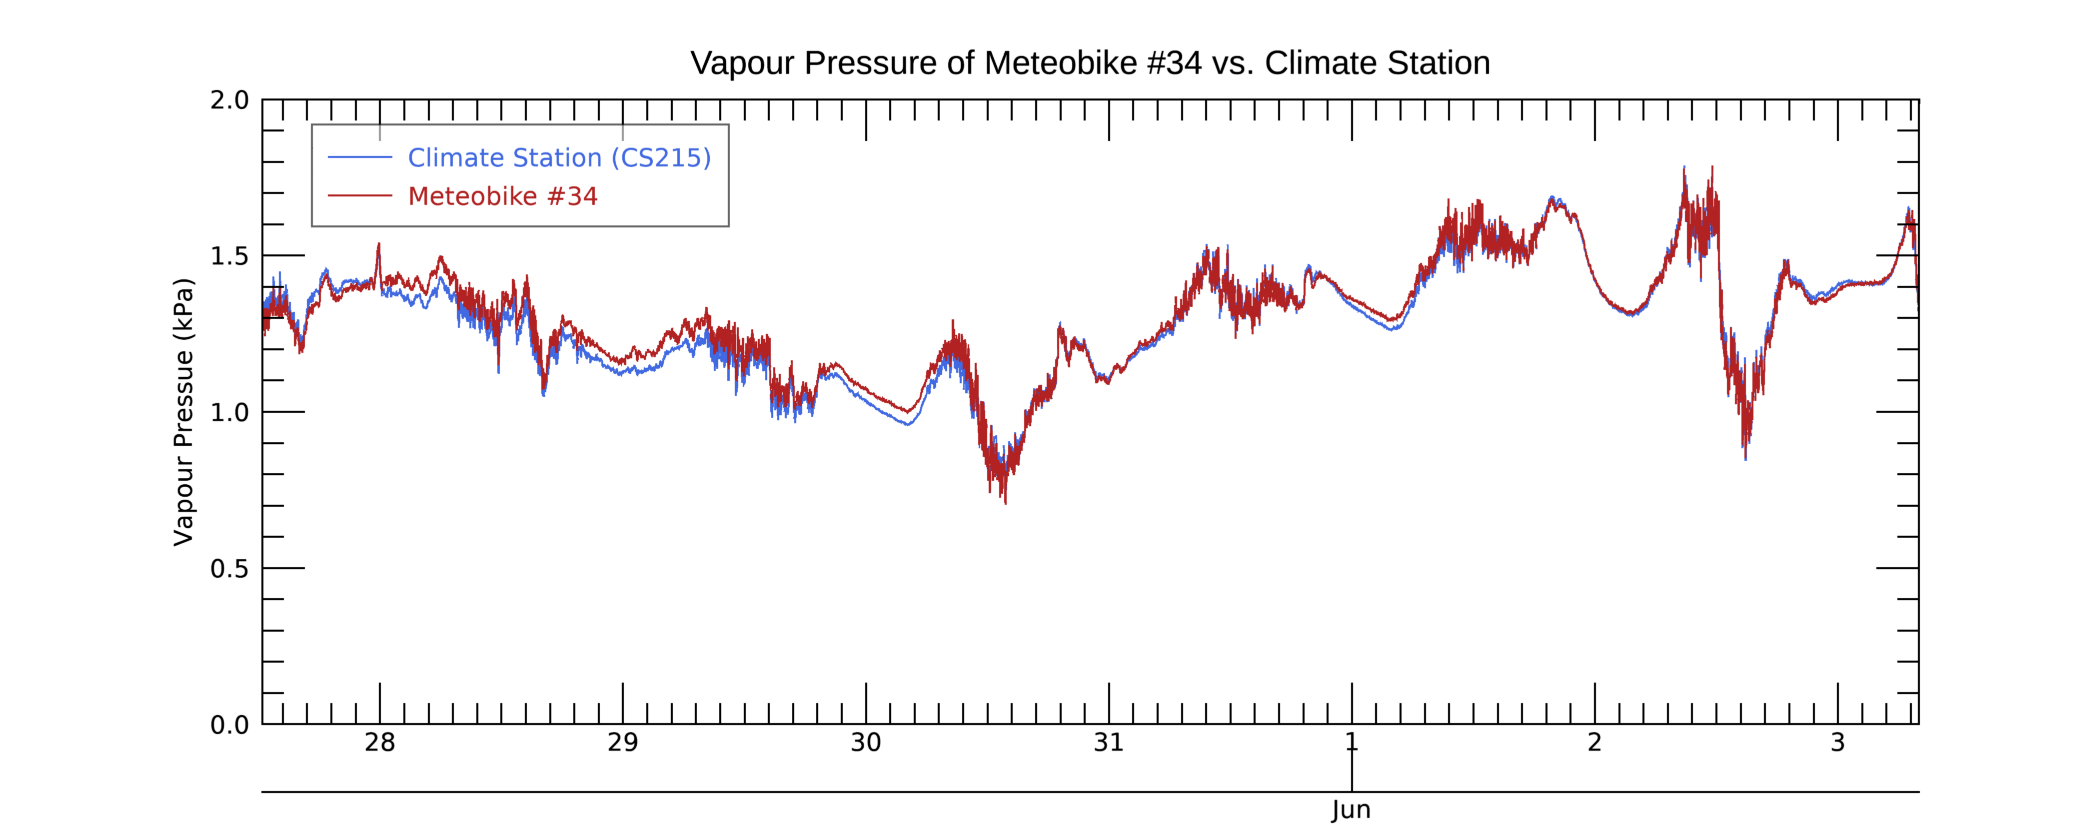 Vapour Pressure of Meteobike #34 vs. Climate Station
2.0
Climate Station (CS215)
Meteobike #34
1.5
1.0
0.5
0.0
Vapour Pressue (kPa)
28 29 30 31 1 2 3
Jun